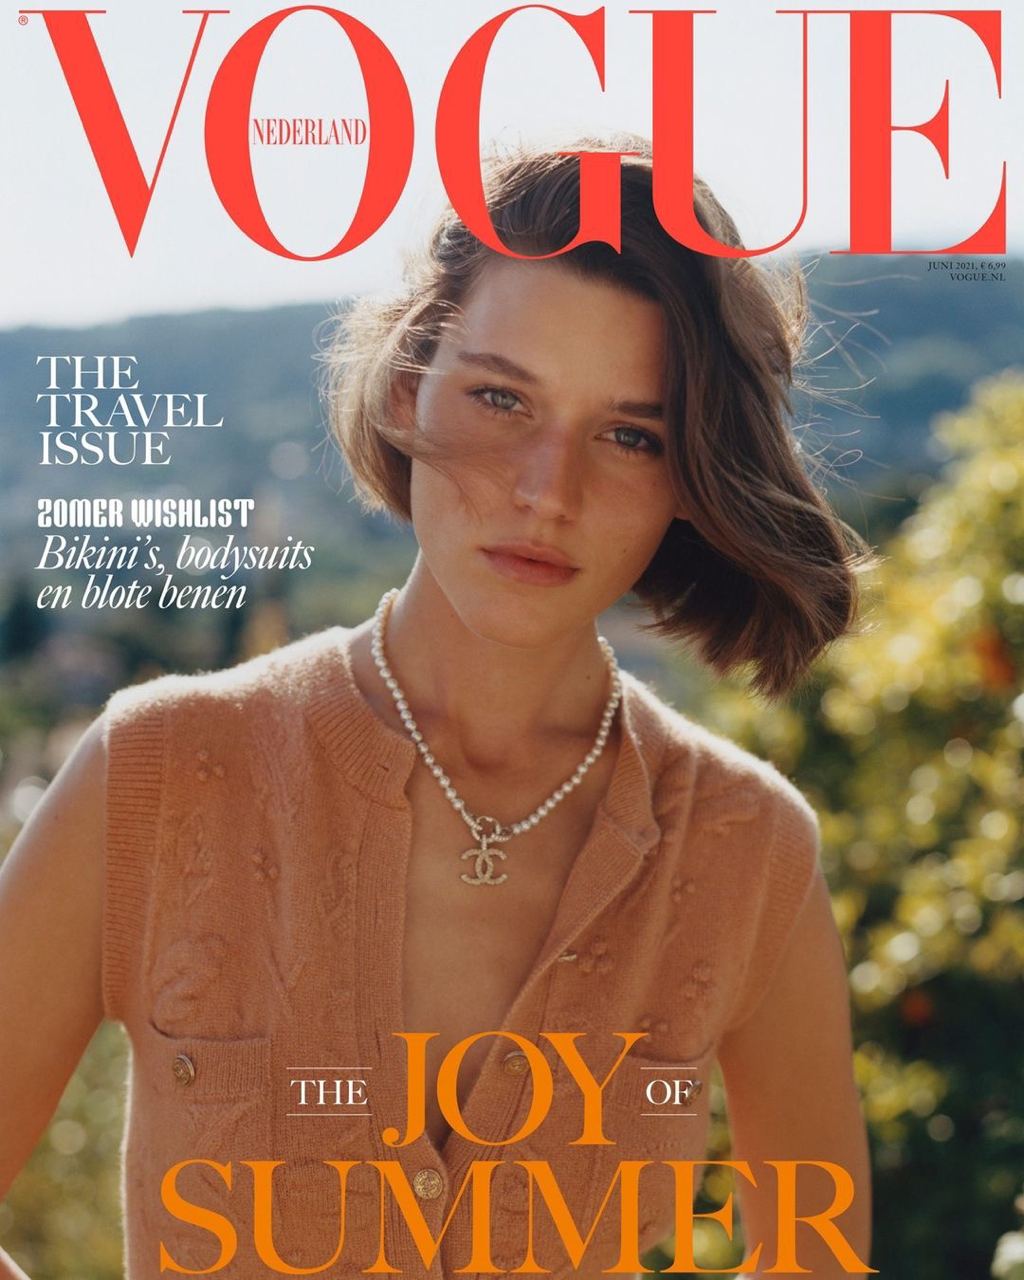 ®
VOGUE
NEDERLAND
JUNI 2021, € 6,99
VOGUE.NL
THE
TRAVEL
ISSUE
ZOMER WISHLIST
Bikini's, bodysuits
en blote benen
THE JOY OF
SUMMER